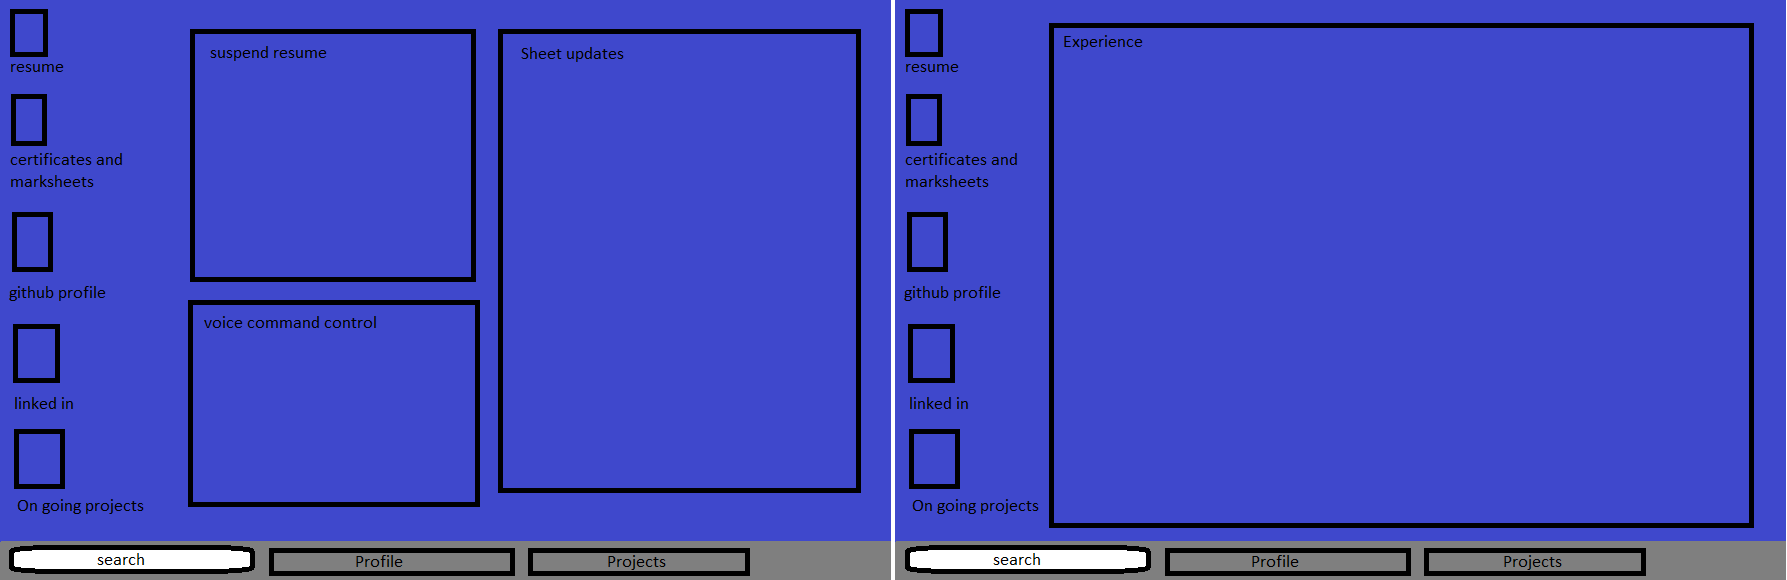 resume
certificates and
marksheets
github profile
linked in
On going projects
suspend resume
voice command control
Sheet updates
search
Profile
Projects
resume
certificates and
marksheets
github profile
linked in
On going projects
Experience
search
Profile
Projects